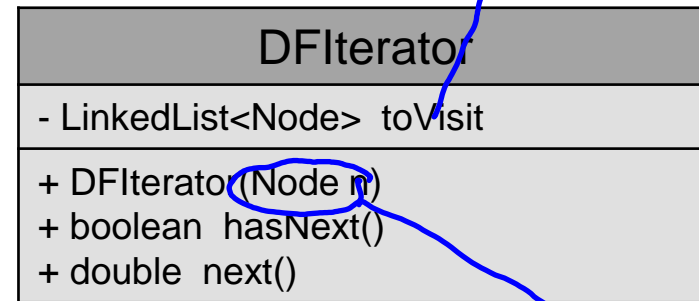 DFIterator
- LinkedList<Node> toVisit
+ DFIterator(Node n)
+ boolean hasNext()
+ double next()